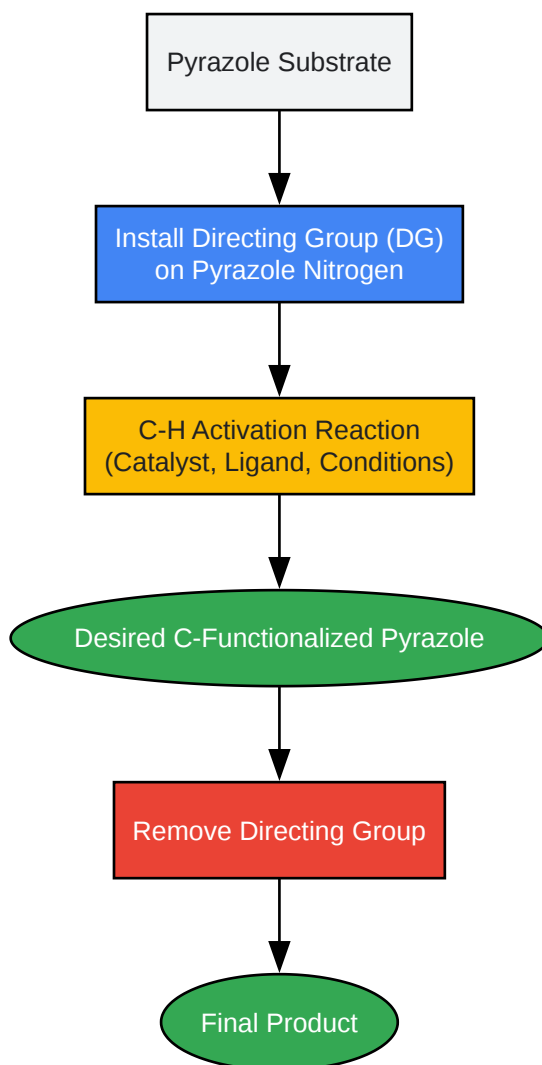 Pyrazole Substrate
Install Directing Group (DG)
on Pyrazole Nitrogen
C-H Activation Reaction
(Catalyst, Ligand, Conditions)
Desired C-Functionalized Pyrazole
Remove Directing Group
Final Product